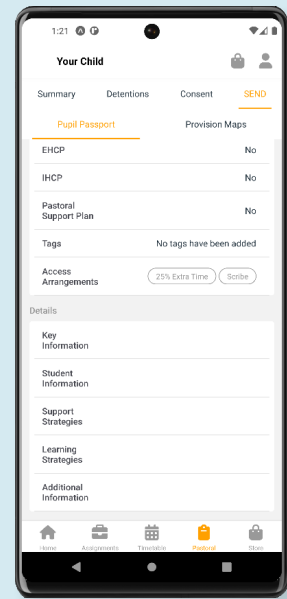 1:21
Your Child
Summary Detentions Consent SEND
Pupil Passport Provision Maps
EHCP No
IHCP No
Pastoral
Support Plan No
Tags No tags have been added
Access
Arrangements 25% Extra Time Scribe
Details
Key
Information
Student
Information
Support
Strategies
Learning
Strategies
Additional
Information
Home Assignments Timetable Pastoral Store